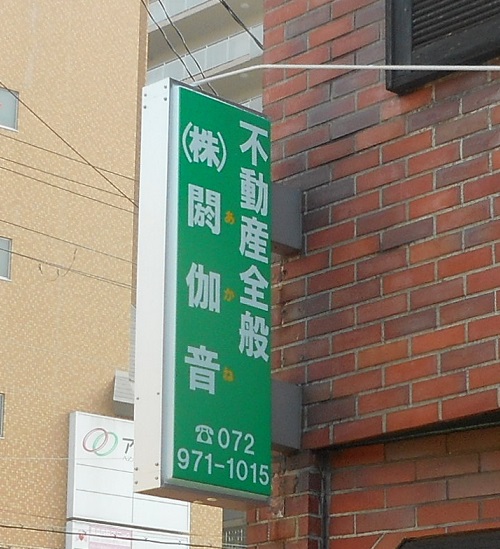 不動産全般
(株)閼伽音
あかね
☎072
971-1015
ア